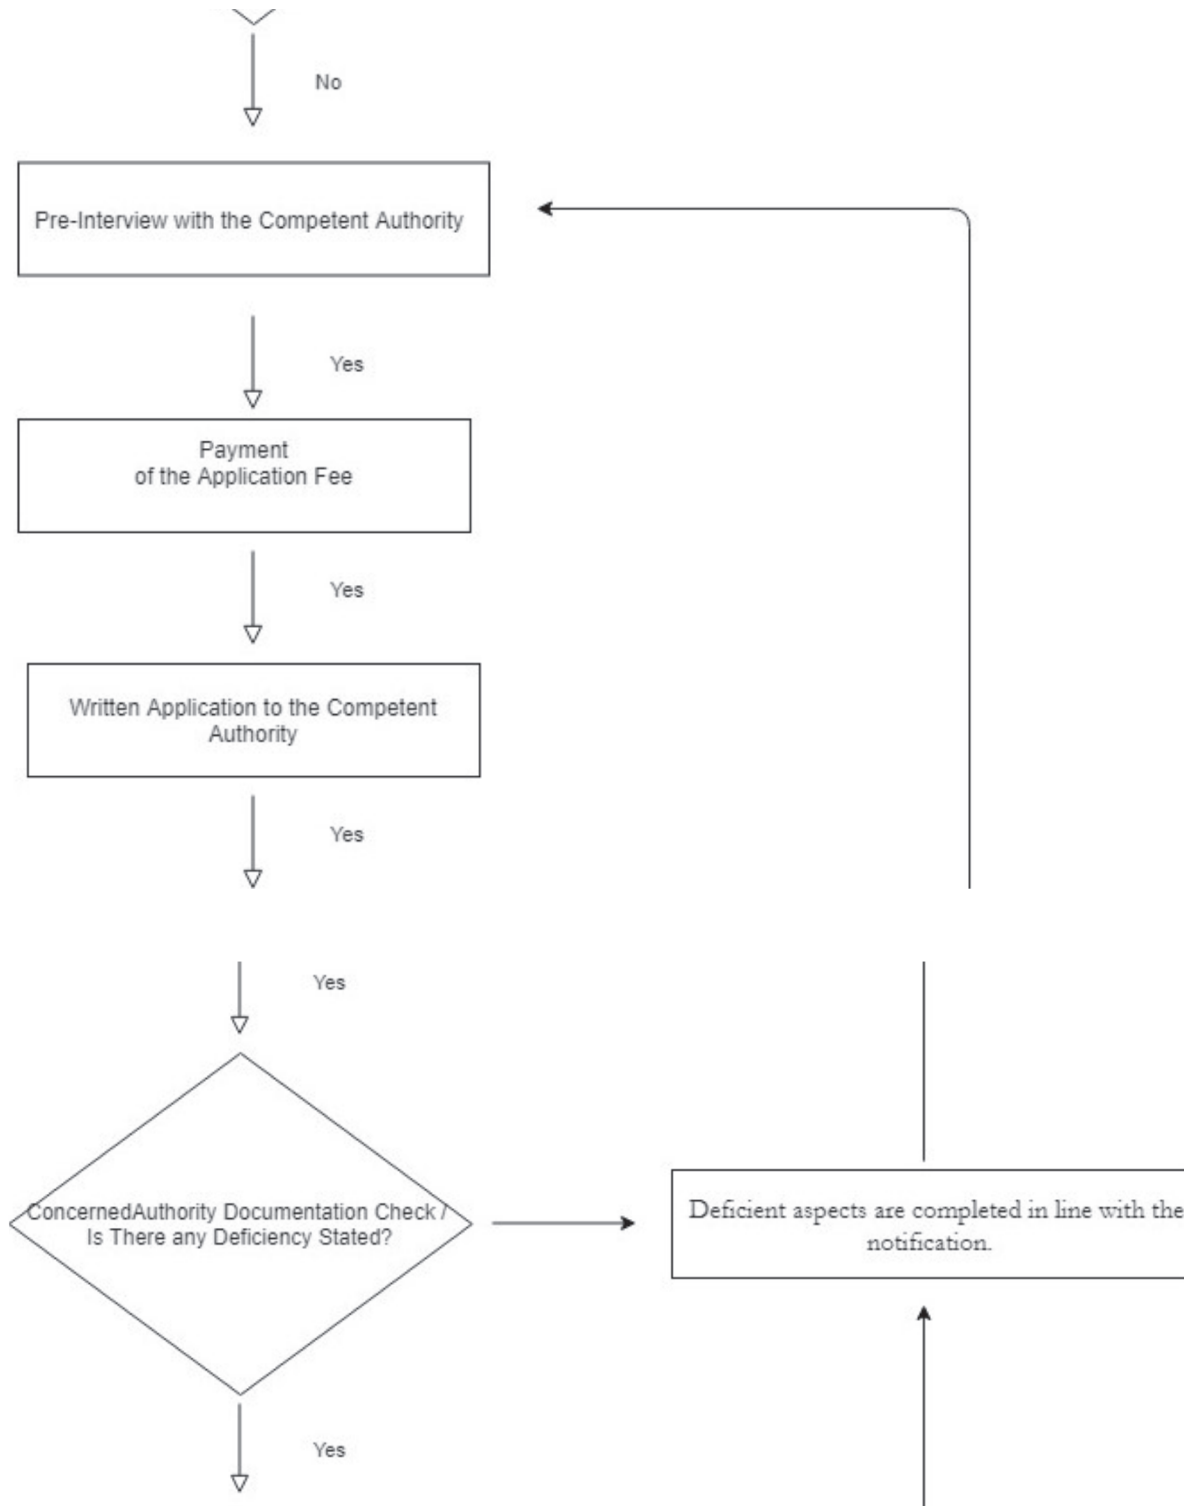 No
Pre-Interview with the Competent Authority
Yes
Payment
of the Application Fee
Yes
Written Application to the Competent
Authority
Yes
Yes
ConcernedAuthority Documentation Check /
Is There any Deficiency Stated?
Deficient aspects are completed in line with the
notification.
Yes